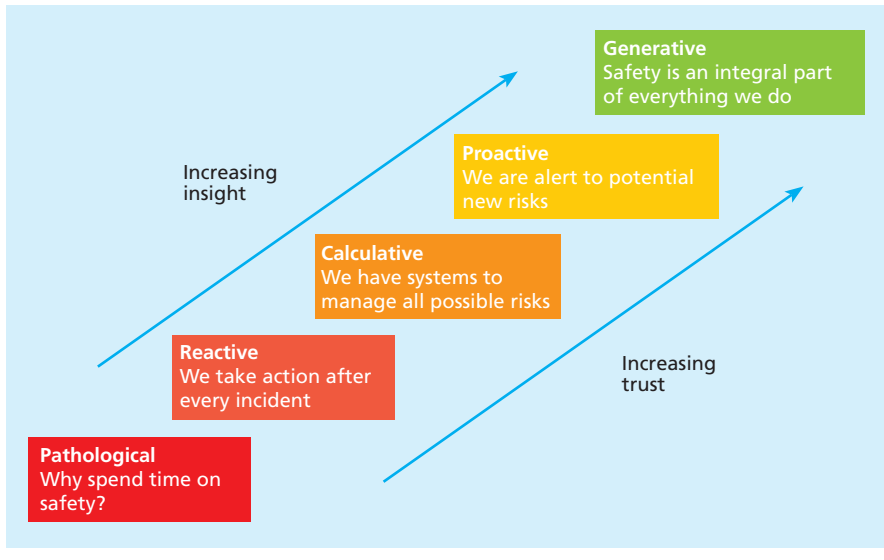 Generative
Safety is an integral part
of everything we do
Proactive
We are alert to potential
new risks
Increasing
insight
Calculative
We have systems to
manage all possible risks
Reactive
We take action after
every incident
Increasing
trust
Pathological
Why spend time on
safety?